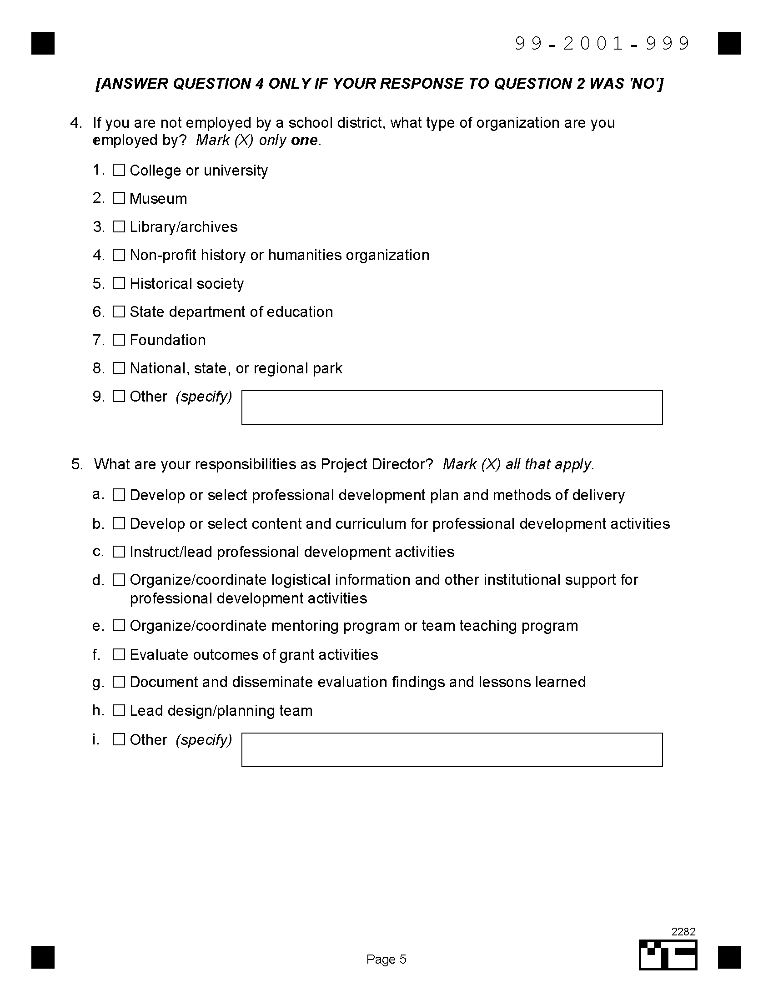 99-2001-999
[ANSWER QUESTION 4 ONLY IF YOUR RESPONSE TO QUESTION 2 WAS 'NO']
4. If you are not employed by a school district, what type of organization are you
employed by? Mark (X) only one.
1. College or university
2. Museum
3. Library/archives
4. Non-profit history or humanities organization
5. Historical society
6. State department of education
7. Foundation
8. National, state, or regional park
9. Other (specify)
5. What are your responsibilities as Project Director? Mark (X) all that apply.
a. Develop or select professional development plan and methods of delivery
b. Develop or select content and curriculum for professional development activities
c. Instruct/lead professional development activities
d. Organize/coordinate logistical information and other institutional support for
professional development activities
e. Organize/coordinate mentoring program or team teaching program
f. Evaluate outcomes of grant activities
g. Document and disseminate evaluation findings and lessons learned
h. Lead design/planning team
i. Other (specify)
2282
Page 5